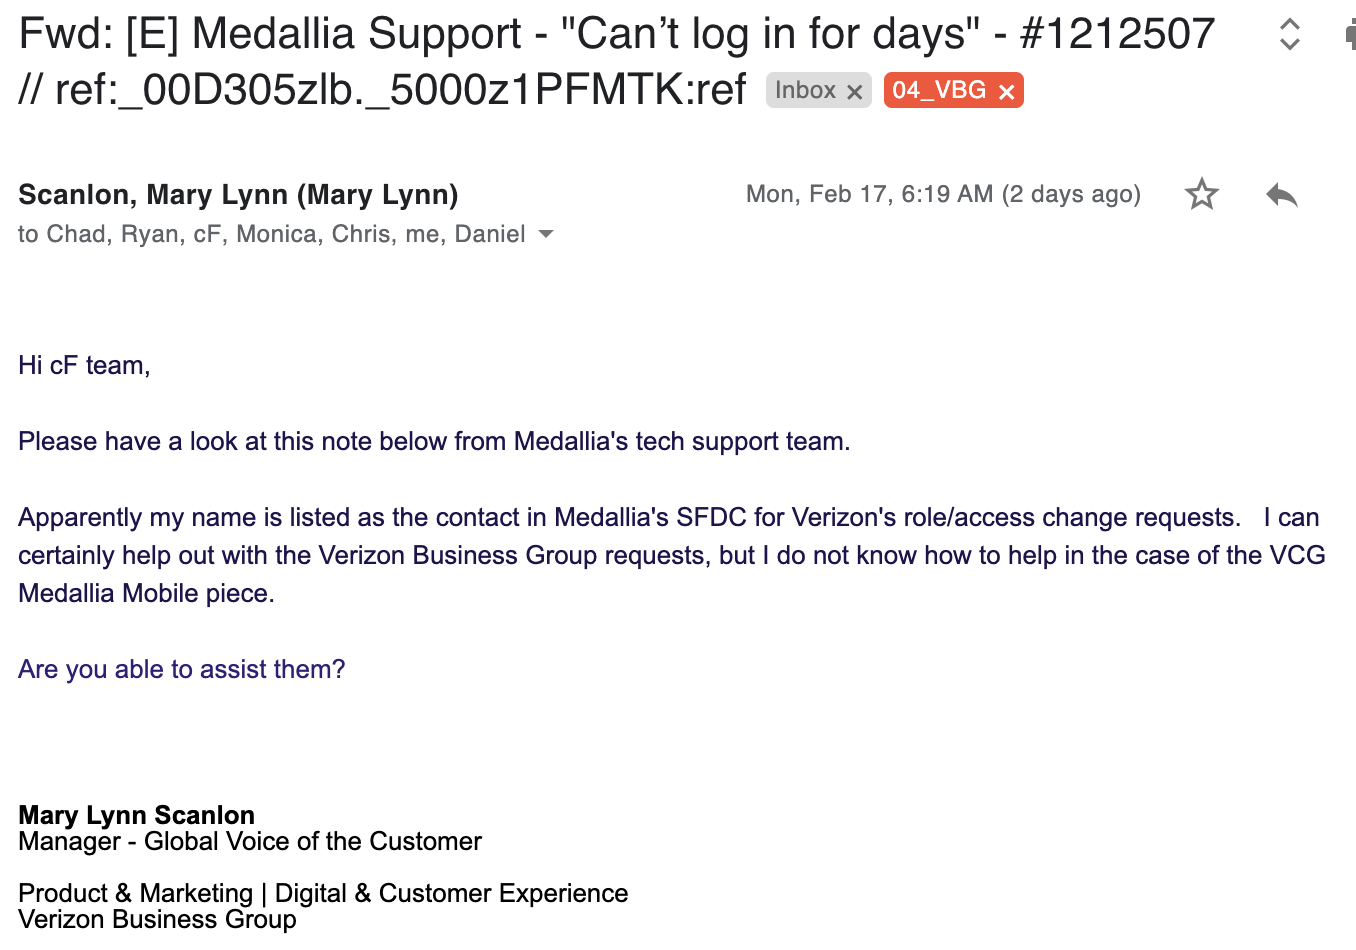 Fwd: [E] Medallia Support - "Can’t log in for days" - #1212507
// ref:_00D305zlb._5000z1PFMTK:ref Inbox × 04_VBG ×
Scanlon, Mary Lynn (Mary Lynn) Mon, Feb 17, 6:19 AM (2 days ago)
to Chad, Ryan, cF, Monica, Chris, me, Daniel
Hi cF team,
Please have a look at this note below from Medallia's tech support team.
Apparently my name is listed as the contact in Medallia's SFDC for Verizon's role/access change requests.   I can
certainly help out with the Verizon Business Group requests, but I do not know how to help in the case of the VCG
Medallia Mobile piece.
Are you able to assist them?
Mary Lynn Scanlon
Manager - Global Voice of the Customer
Product & Marketing | Digital & Customer Experience
Verizon Business Group